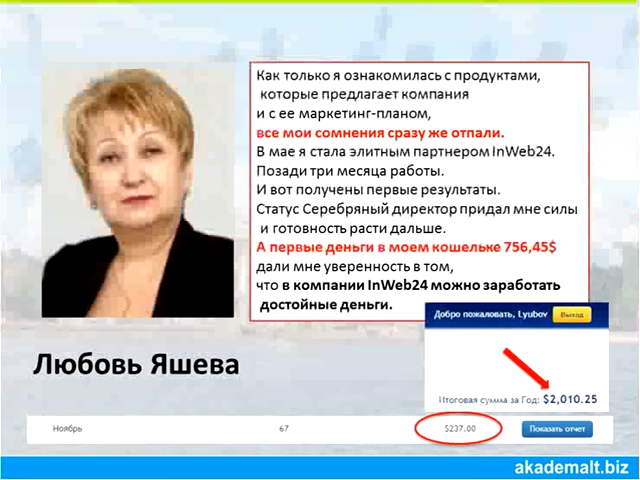 Как только я ознакомилась с продуктами,
которые предлагает компания
и с ее маркетинг-планом,
все мои сомнения сразу же отпали.
В мае я стала элитным партнером InWeb24.
Позади три месяца работы.
И вот получены первые результаты.
Статус Серебряный директор придал мне силы
и готовность расти дальше.
А первые деньги в моем кошельке 756,45$
дали мне уверенность в том,
что в компании InWeb24 можно заработать
достойные деньги.
Добро пожаловать, Lyubov Выход
Итоговая сумма за Год: $2,010.25
Любовь Яшева
Ноябрь 67 $237.00 Показать отчет
akademalt.biz